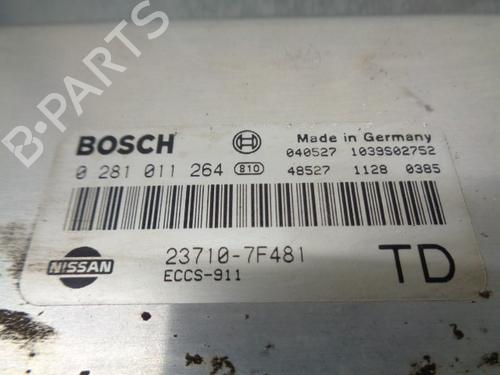 B-PARTS
BOSCH
Made in Germany
040527 1039S02752
0 281 011 264 810 48527 1128 0385
23710-7F481
ECCS-911
NISSAN
TD